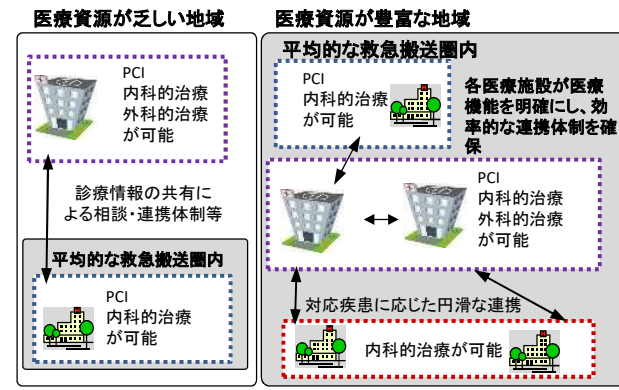 医療資源が乏しい地域
PCI
内科的治療
外科的治療
が可能
診療情報の共有に
よる相談・連携体制等
平均的な救急搬送圏内
PCI
内科的治療
が可能
医療資源が豊富な地域
平均的な救急搬送圏内
PCI
内科的治療
が可能
各医療施設が医療
機能を明確にし、効
率的な連携体制を確
保
PCI
内科的治療
外科的治療
が可能
対応疾患に応じた円滑な連携
内科的治療が可能